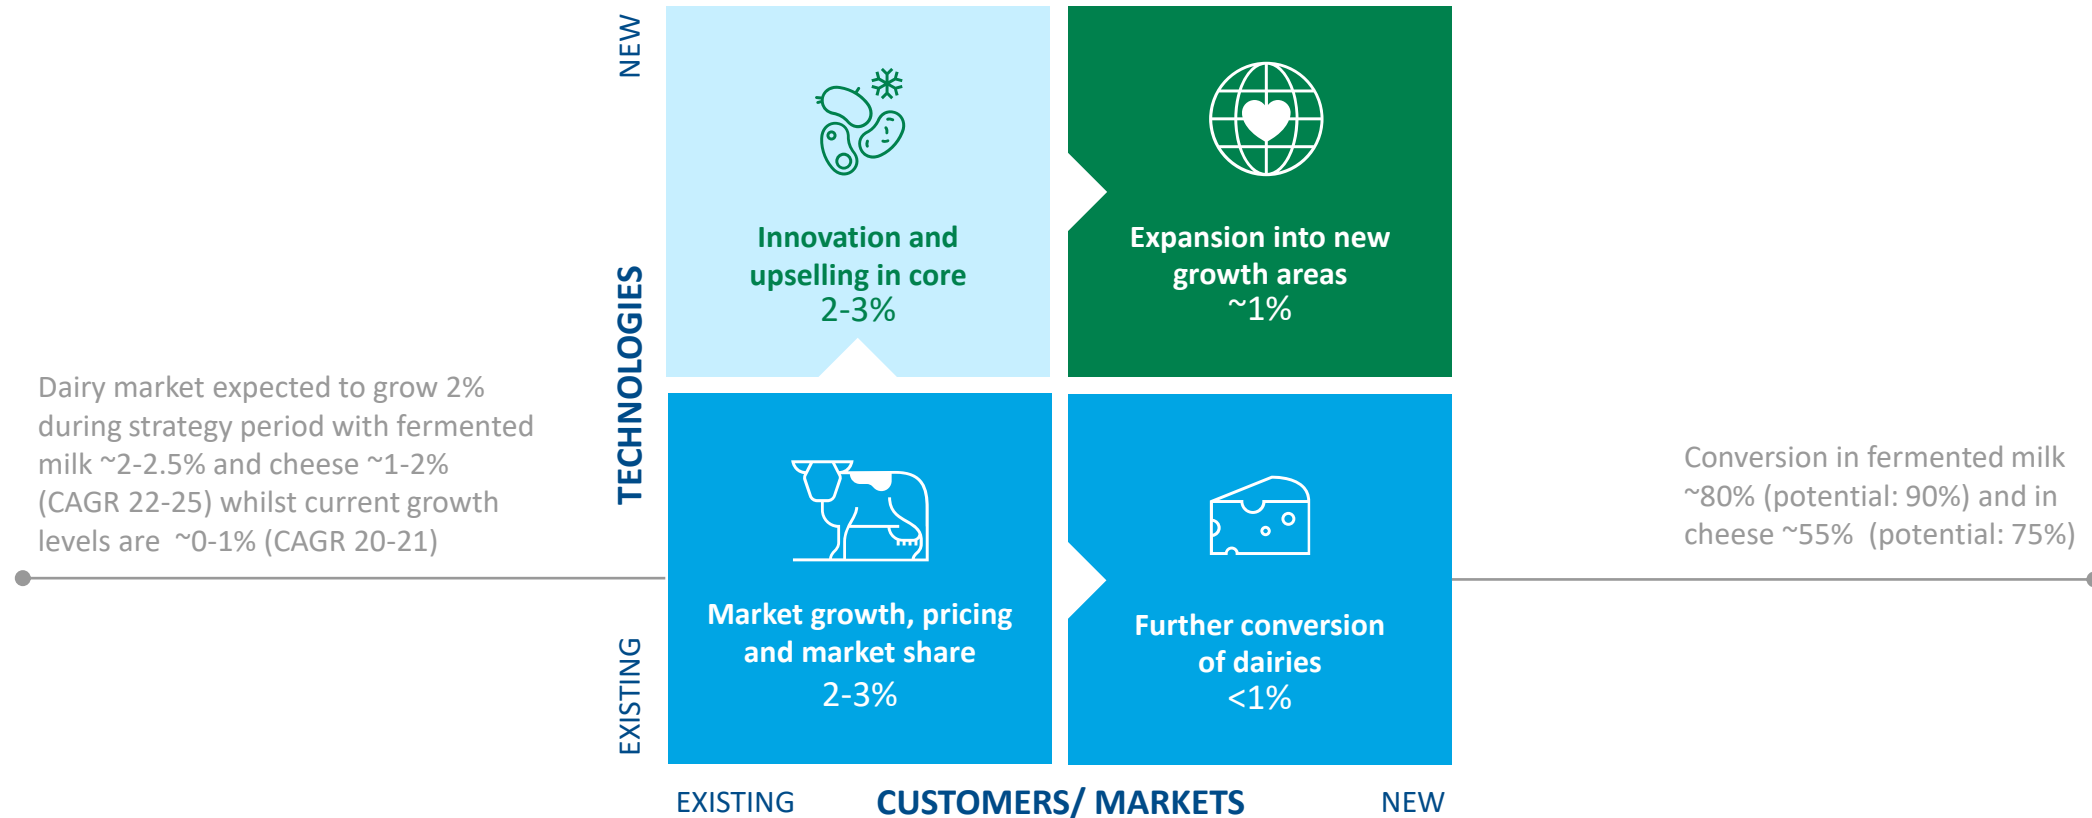 NEW
TECHNOLOGIES
EXISTING
Innovation and
upselling in core
2-3%
Expansion into new
growth areas
~1%
Market growth, pricing
and market share
2-3%
Further conversion
of dairies
<1%
EXISTING
CUSTOMERS/ MARKETS
NEW
Dairy market expected to grow 2%
during strategy period with fermented
milk ~2-2.5% and cheese ~1-2%
(CAGR 22-25) whilst current growth
levels are ~0-1% (CAGR 20-21)
Conversion in fermented milk
~80% (potential: 90%) and in
cheese ~55% (potential: 75%)